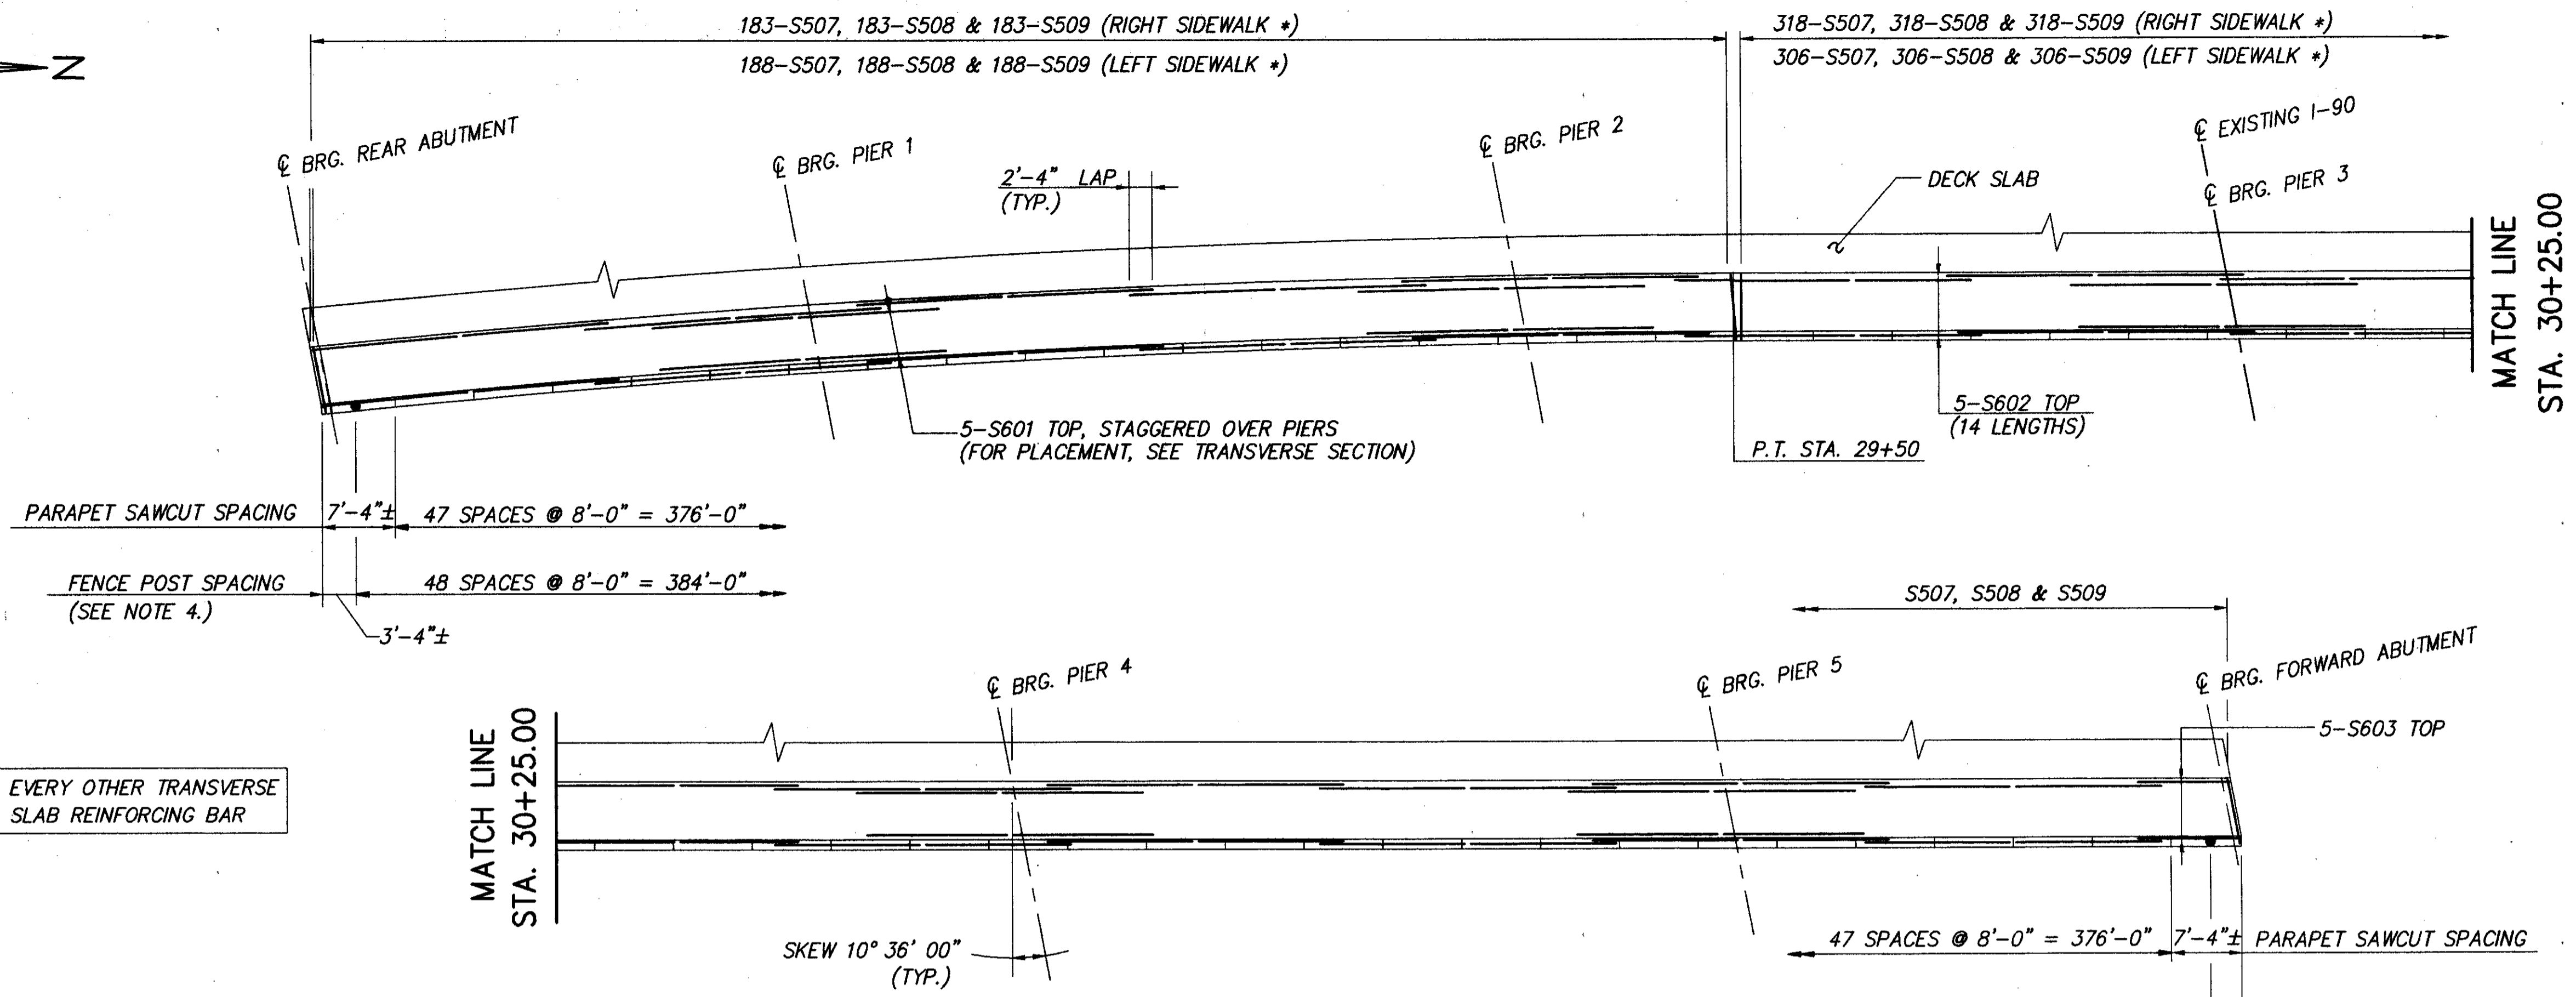 183-S507, 183-S508 & 183-S509 (RIGHT SIDEWALK *)
188-S507, 188-S508 & 188-S509 (LEFT SIDEWALK *)
318-S507, 318-S508 & 318-S509 (RIGHT SIDEWALK *)
306-S507, 306-S508 & 306-S509 (LEFT SIDEWALK *)
N
℄ BRG. REAR ABUTMENT
℄ BRG. PIER 1
2'-4" LAP
(TYP.)
℄ BRG. PIER 2
DECK SLAB
℄ EXISTING I-90
℄ BRG. PIER 3
MATCH LINE
STA. 30+25.00
5-S601 TOP, STAGGERED OVER PIERS
(FOR PLACEMENT, SEE TRANSVERSE SECTION)
5-S602 TOP
(14 LENGTHS)
P.T. STA. 29+50
PARAPET SAWCUT SPACING
7'-4"±
47 SPACES @ 8'-0" = 376'-0"
FENCE POST SPACING
(SEE NOTE 4.)
48 SPACES @ 8'-0" = 384'-0"
3'-4"±
S507, S508 & S509
℄ BRG. PIER 4
℄ BRG. PIER 5
℄ BRG. FORWARD ABUTMENT
5-S603 TOP
MATCH LINE
STA. 30+25.00
EVERY OTHER TRANSVERSE
SLAB REINFORCING BAR
SKEW 10° 36' 00"
(TYP.)
47 SPACES @ 8'-0" = 376'-0"
7'-4"±
PARAPET SAWCUT SPACING